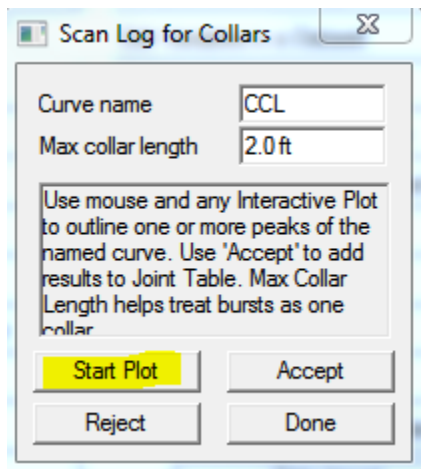 Scan Log for Collars
Curve name CCL
Max collar length 2.0 ft
Use mouse and any Interactive Plot
to outline one or more peaks of the
named curve. Use 'Accept' to add
results to Joint Table. Max Collar
Length helps treat bursts as one
collar
Start Plot Accept
Reject Done